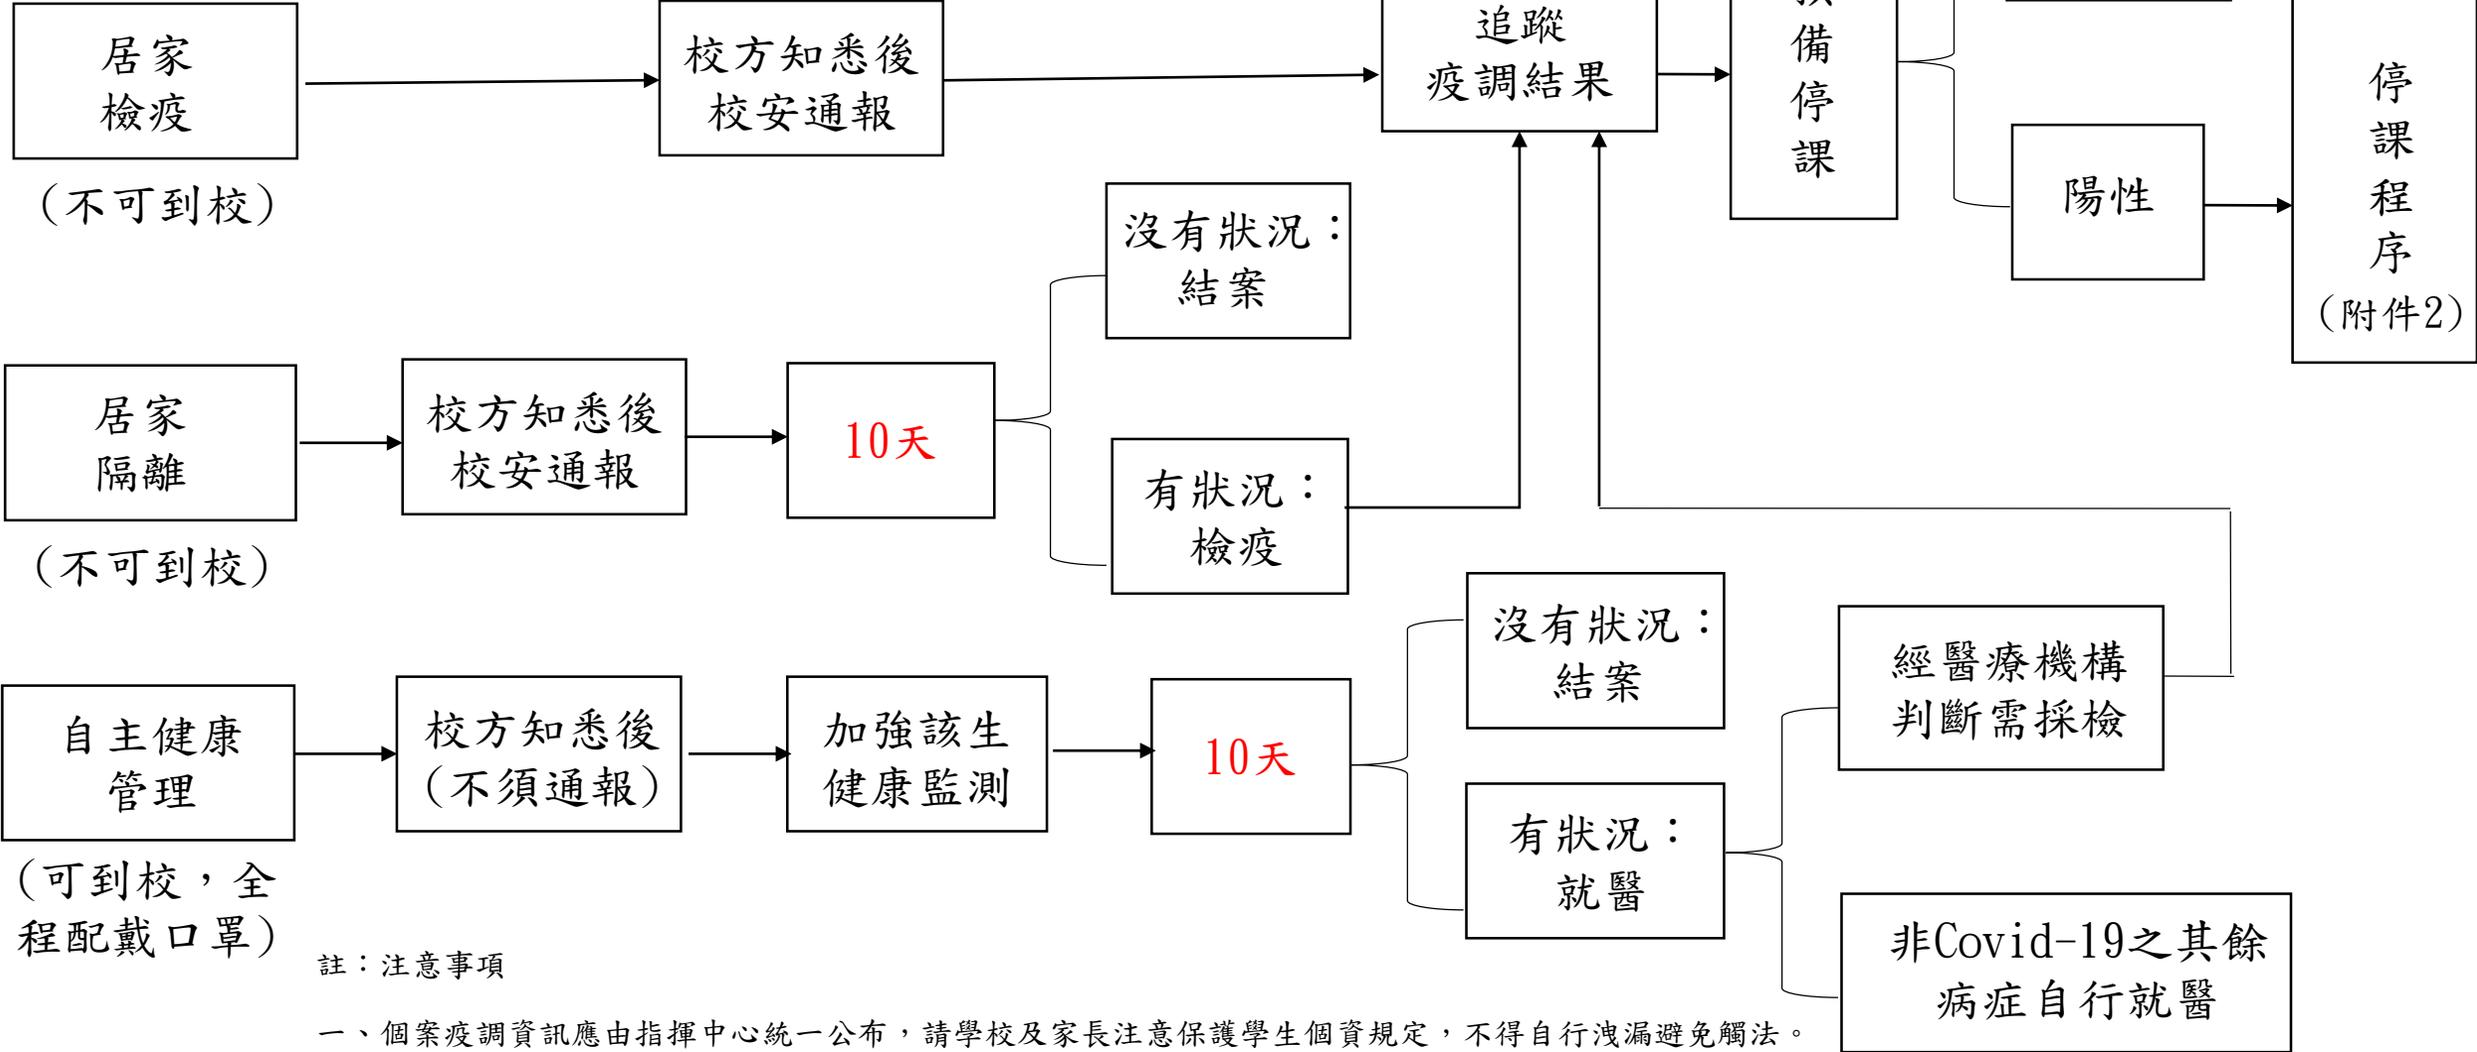 居家
檢疫
(不可到校)
校方知悉後
校安通報
追蹤
疫調結果
備
停
課
陽性
停
課
程
序
(附件2)
居家
隔離
(不可到校)
校方知悉後
校安通報
10天
沒有狀況：
結案
有狀況：
檢疫
自主健康
管理
(可到校，全
程配戴口罩)
校方知悉後
(不須通報)
加強該生
健康監測
10天
沒有狀況：
結案
有狀況：
就醫
經醫療機構
判斷需採檢
非Covid-19之其餘
病症自行就醫
註：注意事項
一、個案疫調資訊應由指揮中心統一公布，請學校及家長注意保護學生個資規定，不得自行洩漏避免觸法。